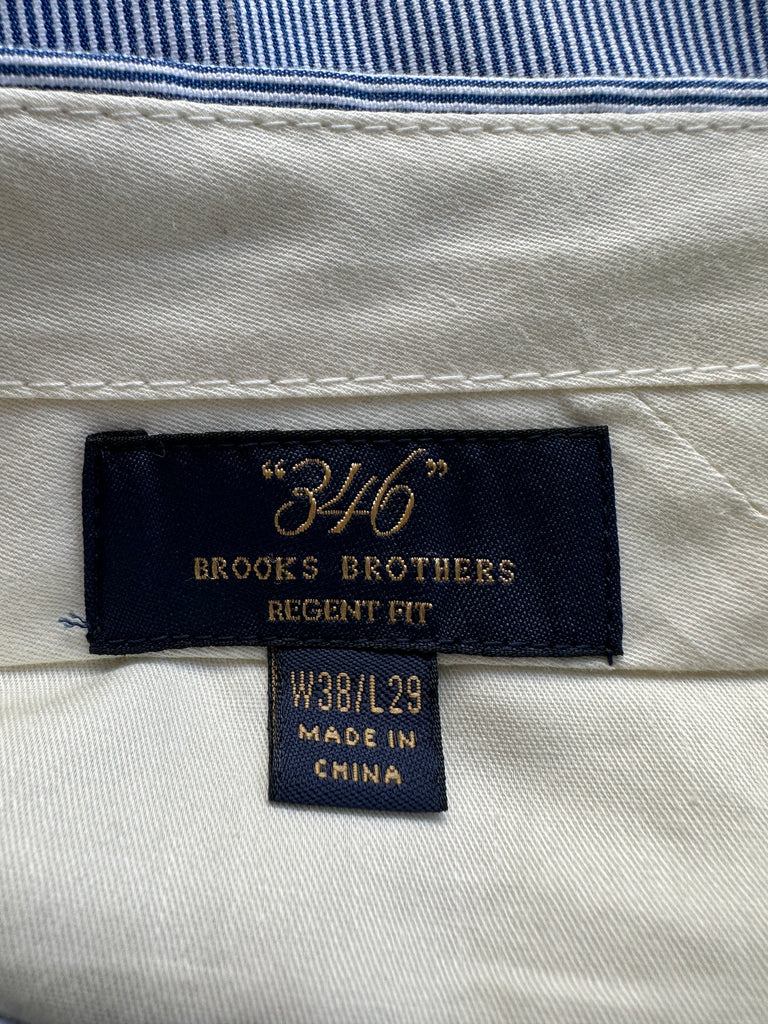 “346”
BROOKS BROTHERS
REGENT FIT
W38/L29
MADE IN
CHINA